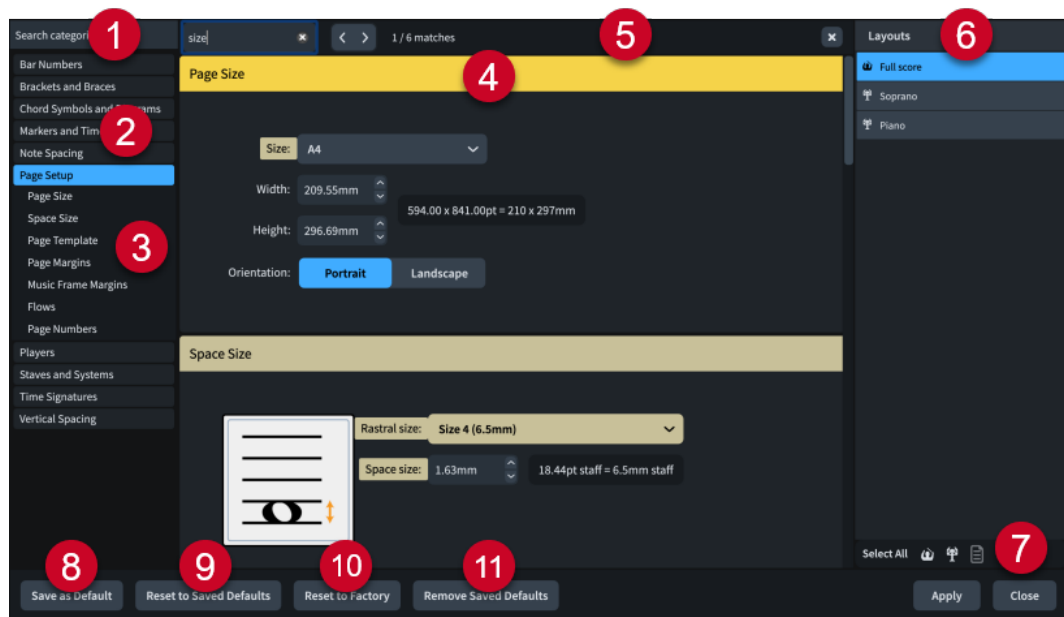 Search categori
1
size
1 / 6 matches
5
Layouts
6
Bar Numbers
Brackets and Braces
Chord Symbols and
Markers and Tim
2
Note Spacing
Page Setup
Page Size
Space Size
Page Template
3
Page Margins
Music Frame Margins
Flows
Page Numbers
Players
Staves and Systems
Time Signatures
Vertical Spacing
Page Size
4
Size:
A4
Width:
209.55mm
Height:
296.69mm
594.00 x 841.00pt = 210 x 297mm
Orientation:
Portrait
Landscape
Space Size
Rastral size:
Size 4 (6.5mm)
Space size:
1.63mm
18.44pt staff = 6.5mm staff
Full score
Soprano
Piano
Select All
7
8
9
10
11
Save as Default
Reset to Saved Defaults
Reset to Factory
Remove Saved Defaults
Apply
Close